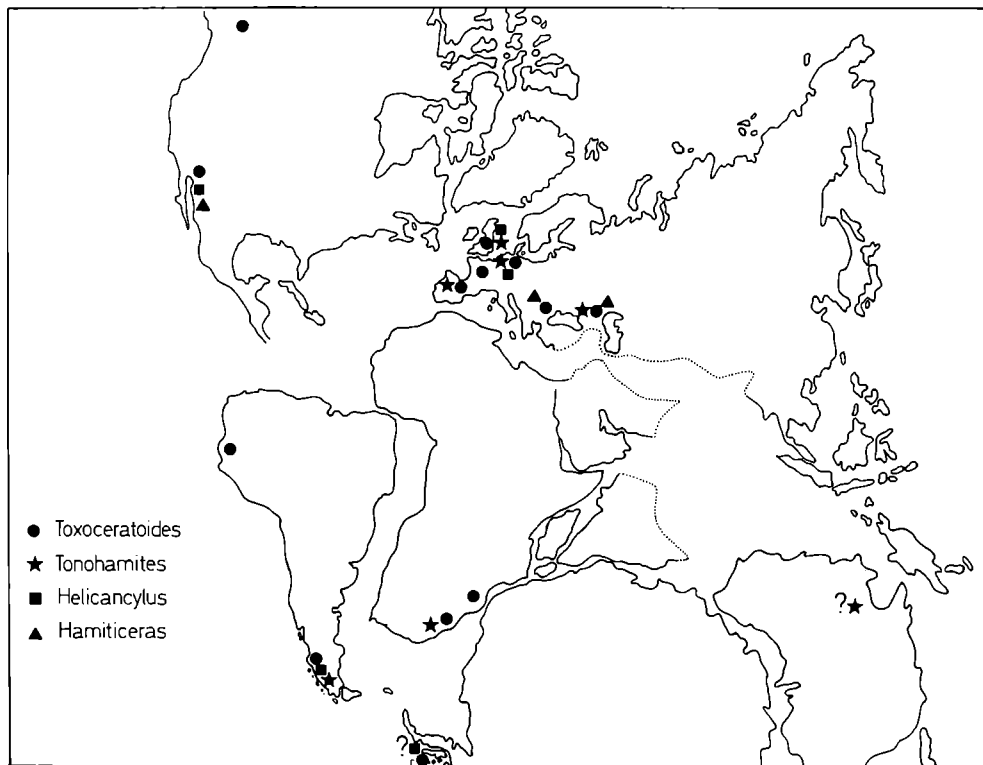 Toxoceratoides
Tonohamites
Helicancylus
Hamiticeras
?
?